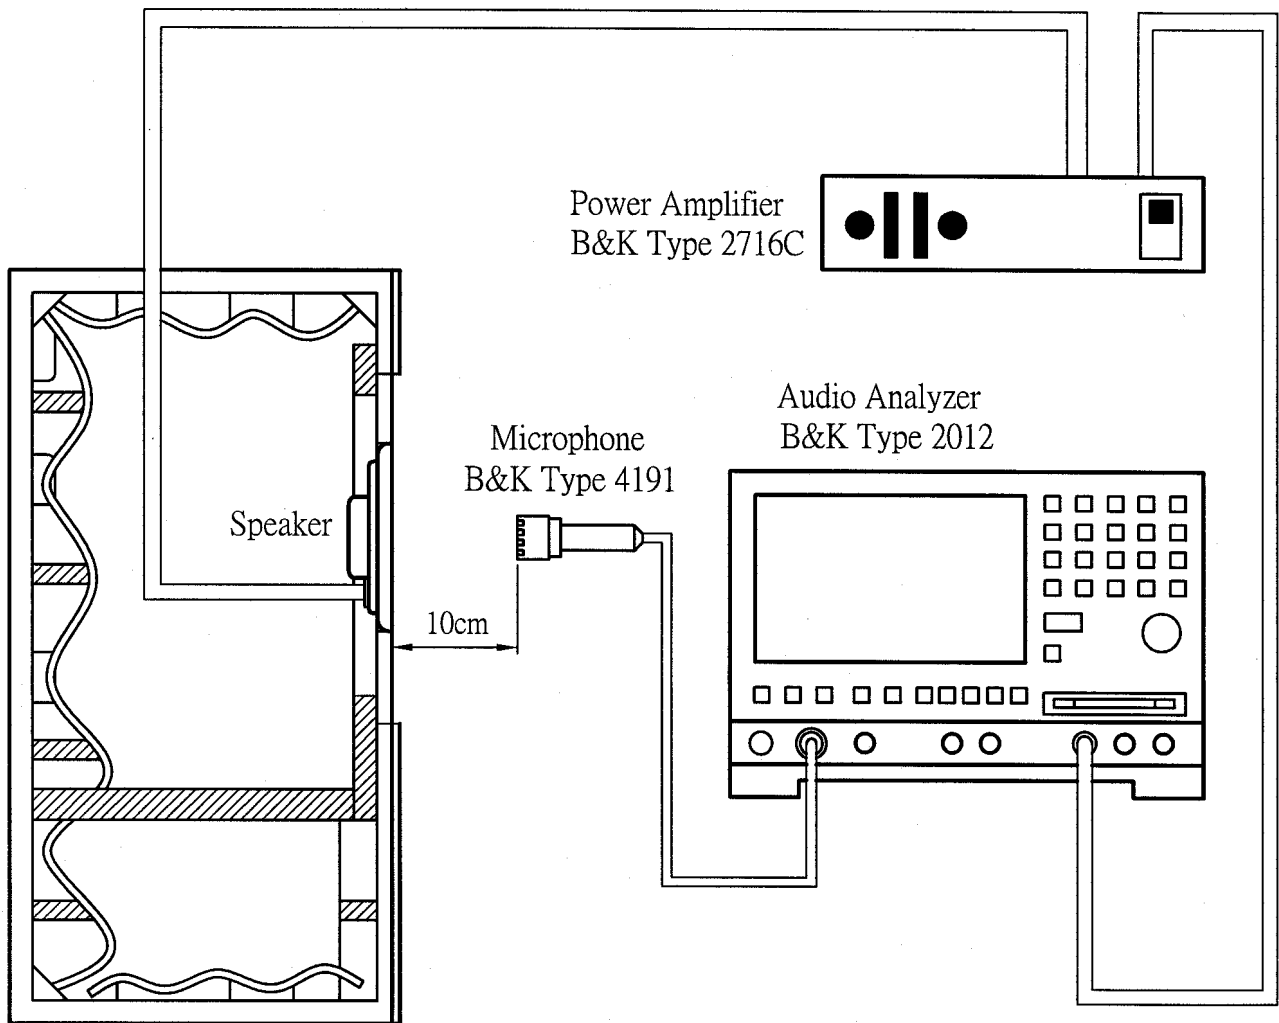 Power Amplifier
B&K Type 2716C
Audio Analyzer
B&K Type 2012
Microphone
B&K Type 4191
Speaker
10cm